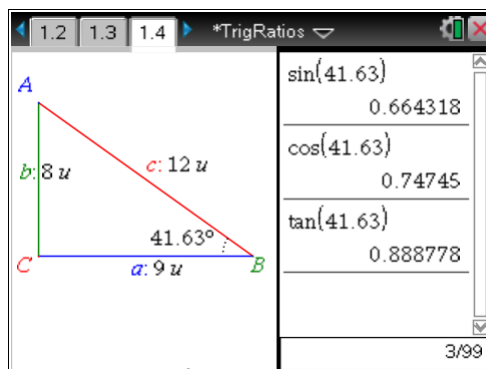 1.2 1.3 1.4 *TrigRatios
A
b: 8 u
c: 12 u
41.63°
C
a: 9 u
B
sin(41.63)
0.664318
cos(41.63)
0.74745
tan(41.63)
0.888778
3/99